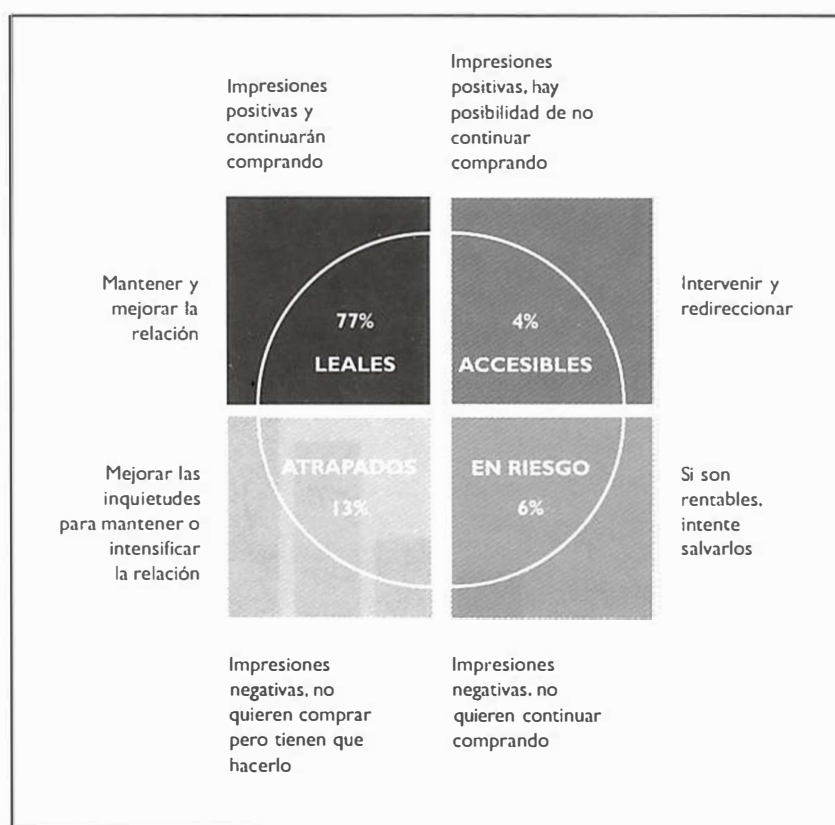 Impresiones
positivas y
continuarán
comprando
Impresiones
positivas, hay
posibilidad de no
continuar
comprando
Mantener y
mejorar la
relación
77%
LEALES
4%
ACCESIBLES
Intervenir y
redireccionar
Mejorar las
inquietudes
para mantener o
intensificar
la relación
ATRAPADOS
13%
EN RIESGO
6%
Si son
rentables,
intente
salvarlos
Impresiones
negativas, no
quieren comprar
pero tienen que
hacerlo
Impresiones
negativas, no
quieren continuar
comprando